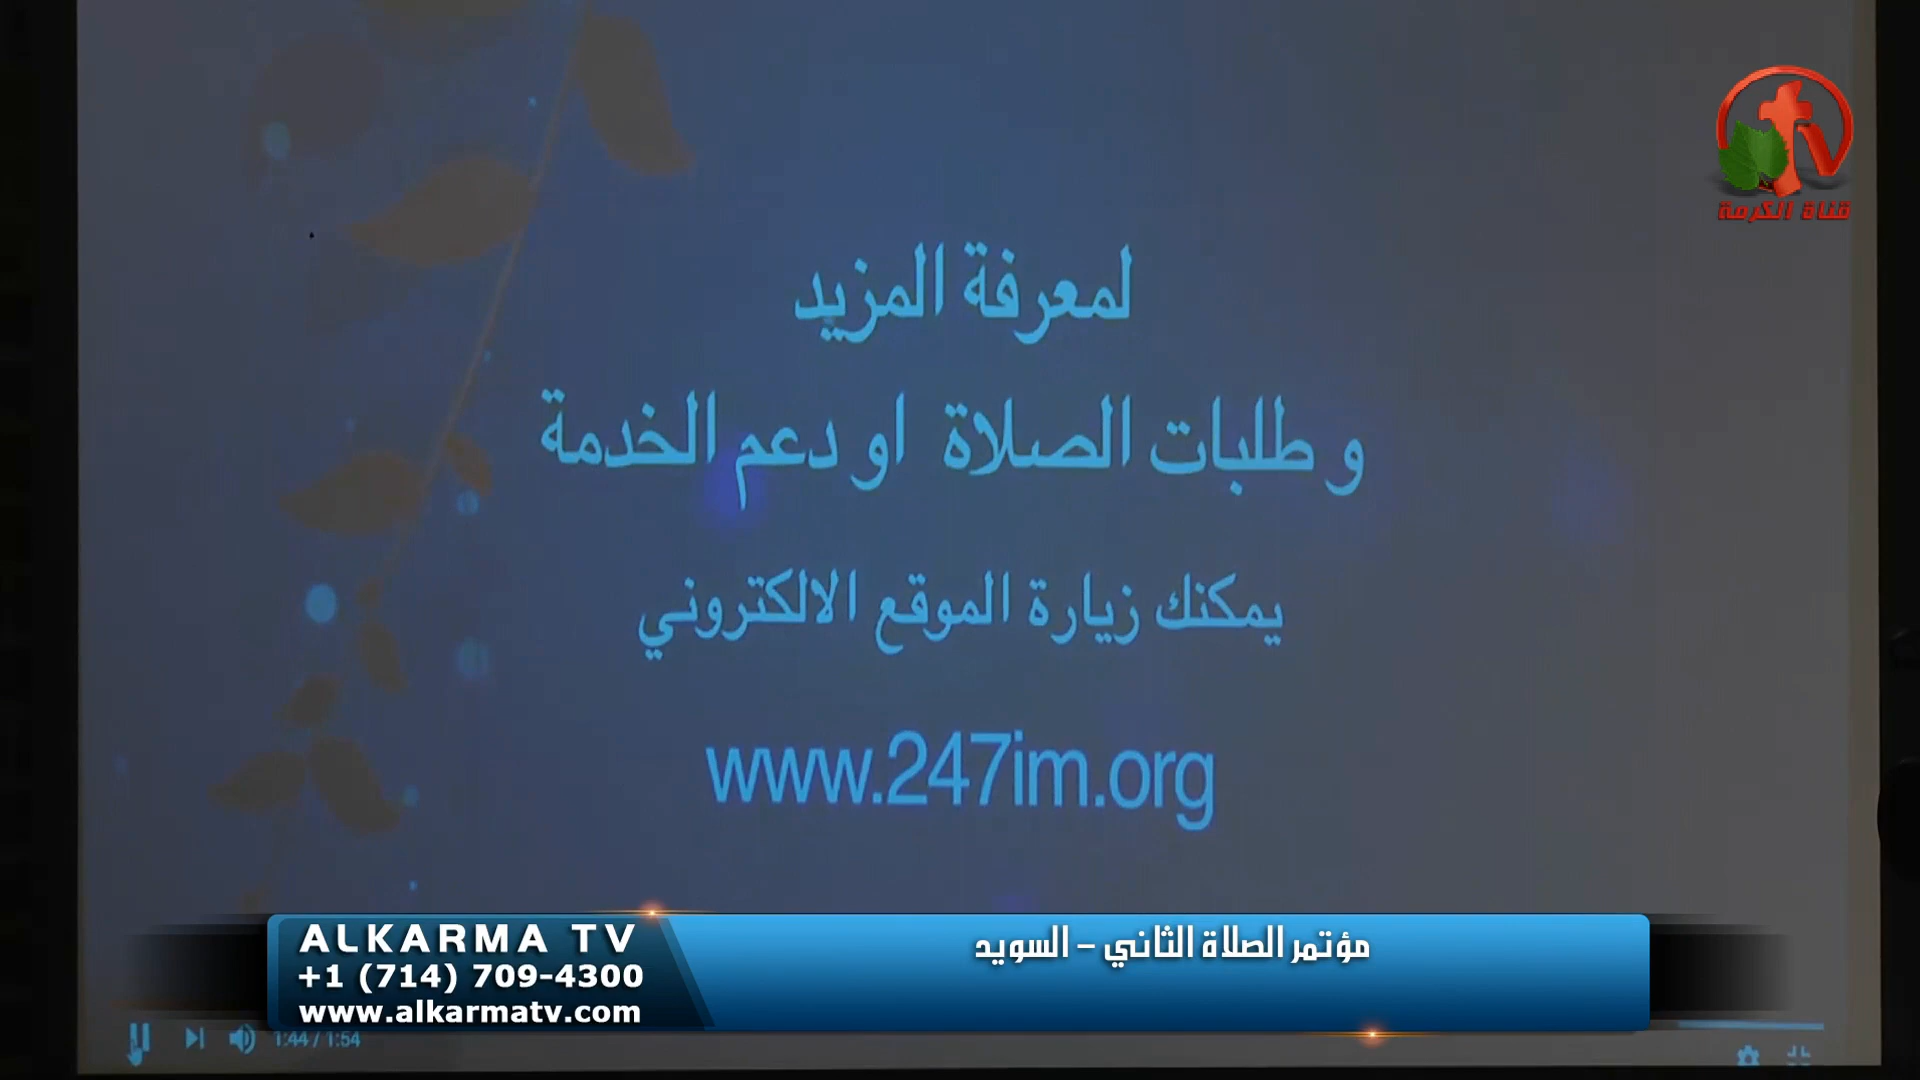 tv
قناة الكرمة
لمعرفة المزيد
و طلبات الصلاة او دعم الخدمة
يمكنك زيارة الموقع الالكتروني
www.247im.org
ALKARMA TV
+1 (714) 709-4300
www.alkarmatv.com
مؤتمر الصلاة الثاني – السويد
1:44 / 1:54